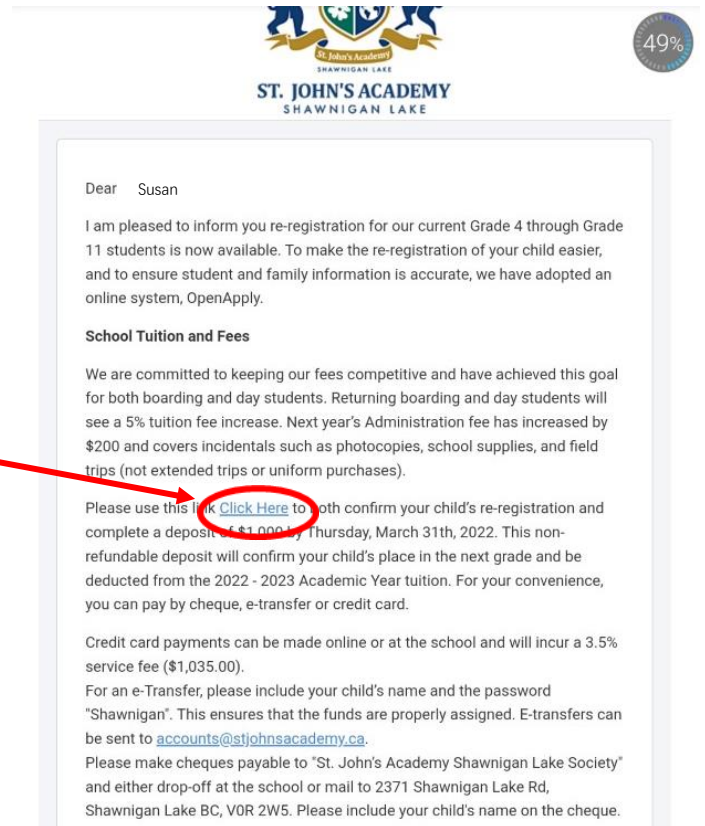 St. John's Academy
SHAWNIGAN LAKE
49%
ST. JOHN'S ACADEMY
SHAWNIGAN LAKE
Dear Susan
I am pleased to inform you re-registration for our current Grade 4 through Grade
11 students is now available. To make the re-registration of your child easier,
and to ensure student and family information is accurate, we have adopted an
online system, OpenApply.
School Tuition and Fees
We are committed to keeping our fees competitive and have achieved this goal
for both boarding and day students. Returning boarding and day students will
see a 5% tuition fee increase. Next year's Administration fee has increased by
$200 and covers incidentals such as photocopies, school supplies, and field
trips (not extended trips or uniform purchases).
Please use this link Click Here to both confirm your child's re-registration and
complete a deposit of $1,000 by Thursday, March 31th, 2022. This non-
refundable deposit will confirm your child's place in the next grade and be
deducted from the 2022 - 2023 Academic Year tuition. For your convenience,
you can pay by cheque, e-transfer or credit card.
Credit card payments can be made online or at the school and will incur a 3.5%
service fee ($1,035.00).
For an e-Transfer, please include your child's name and the password
"Shawnigan". This ensures that the funds are properly assigned. E-transfers can
be sent to accounts@stjohnsacademy.ca.
Please make cheques payable to "St. John's Academy Shawnigan Lake Society"
and either drop-off at the school or mail to 2371 Shawnigan Lake Rd,
Shawnigan Lake BC, V0R 2W5. Please include your child's name on the cheque.